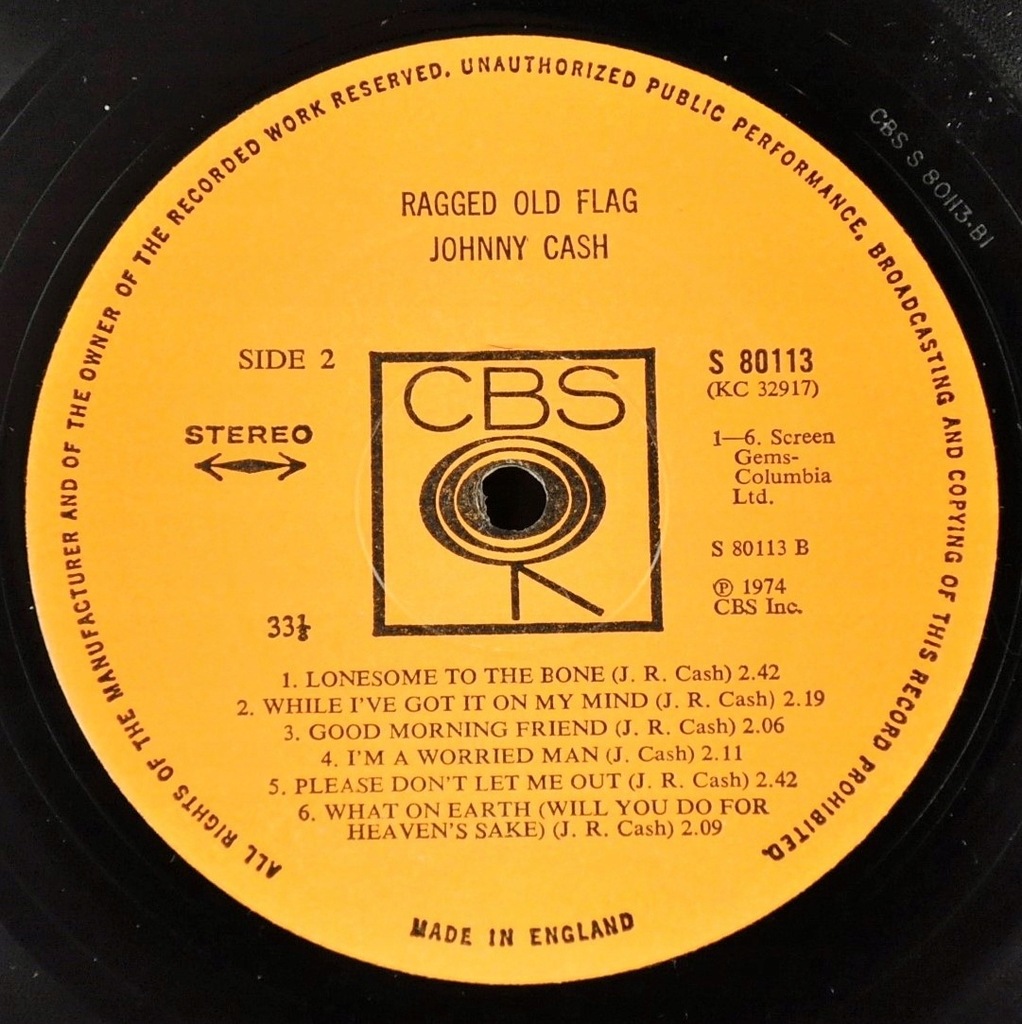 ALL RIGHTS OF THE MANUFACTURER AND OF THE OWNER OF THE RECORDED WORK RESERVED. UNAUTHORIZED PUBLIC PERFORMANCE, BROADCASTING AND COPYING OF THIS RECORD PROHIBITED.
CBS S 80113·B1
RAGGED OLD FLAG
JOHNNY CASH
SIDE 2
STEREO
33⅓
CBS
S 80113
(KC 32917)
1—6. Screen
Gems-
Columbia
Ltd.
S 80113 B
℗ 1974
CBS Inc.
1. LONESOME TO THE BONE (J. R. Cash) 2.42
2. WHILE I'VE GOT IT ON MY MIND (J. R. Cash) 2.19
3. GOOD MORNING FRIEND (J. R. Cash) 2.06
4. I'M A WORRIED MAN (J. Cash) 2.11
5. PLEASE DON'T LET ME OUT (J. R. Cash) 2.42
6. WHAT ON EARTH (WILL YOU DO FOR
HEAVEN'S SAKE) (J. R. Cash) 2.09
MADE IN ENGLAND